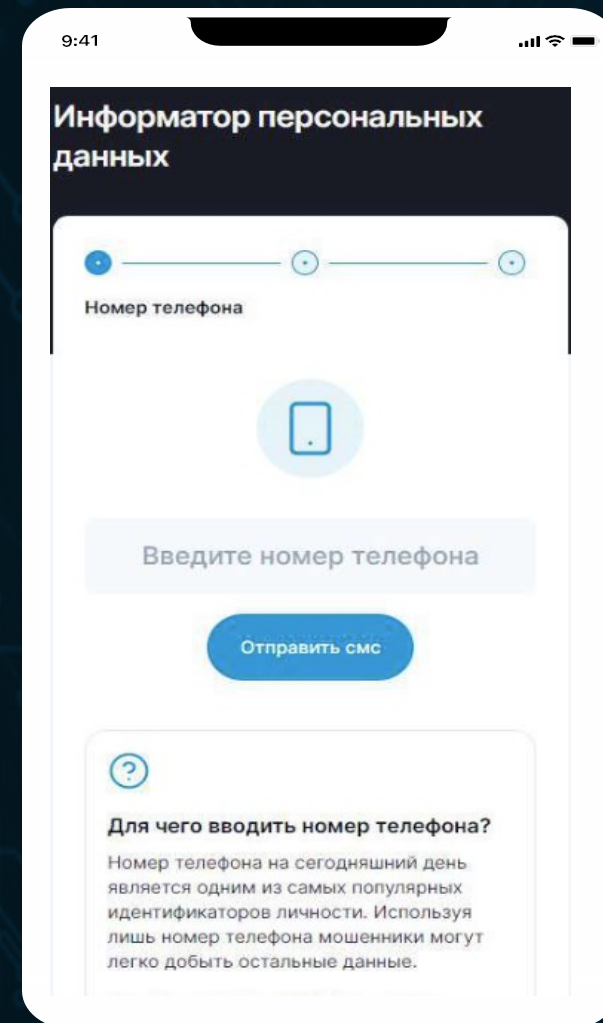 9:41
Информатор персональных
данных
Номер телефона
Введите номер телефона
Отправить смс
Для чего вводить номер телефона?
Номер телефона на сегодняшний день
является одним из самых популярных
идентификаторов личности. Используя
лишь номер телефона мошенники могут
легко добыть остальные данные.